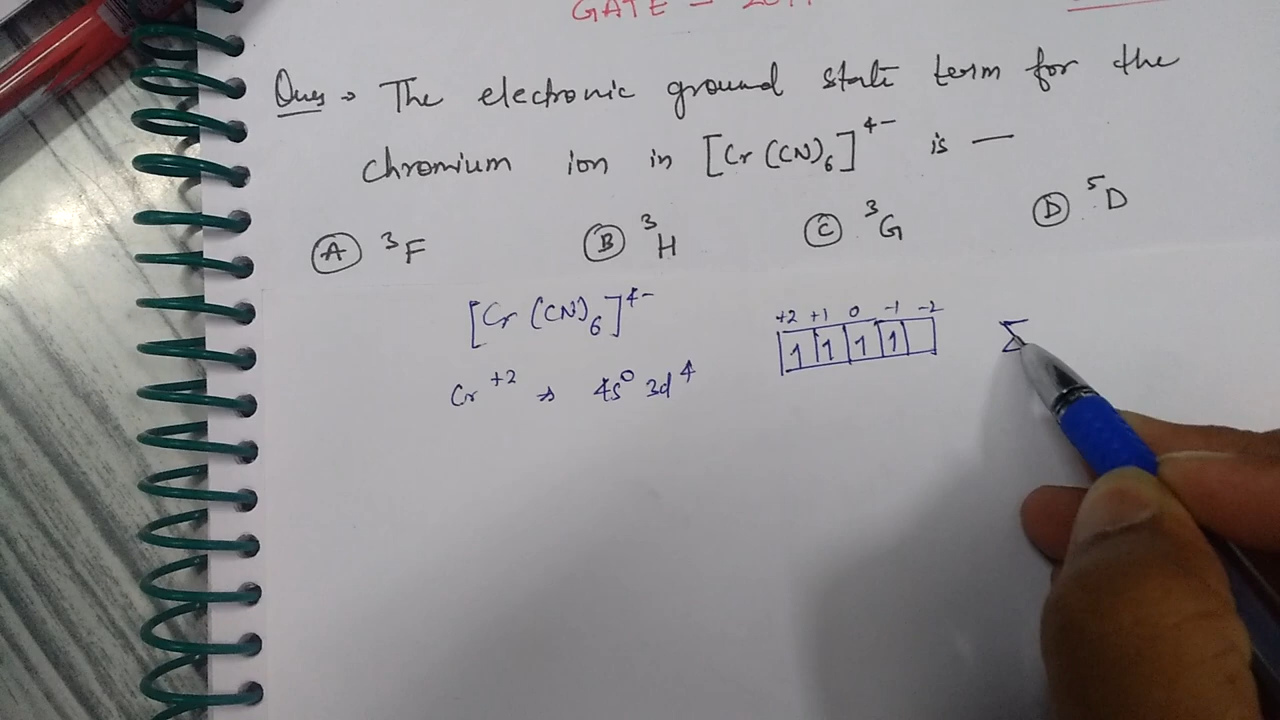 GATE -
Ques → The electronic ground state term for the
chromium ion in [Cr(CN)₆]⁴⁻ is —
(A) ³F (B) ³H (C) ³G (D) ⁵D
[Cr(CN)₆]⁴⁻
+2 +1 0 -1 -2
1 1 1 1
Cr⁺² ⇒ 4s⁰ 3d⁴
Σ